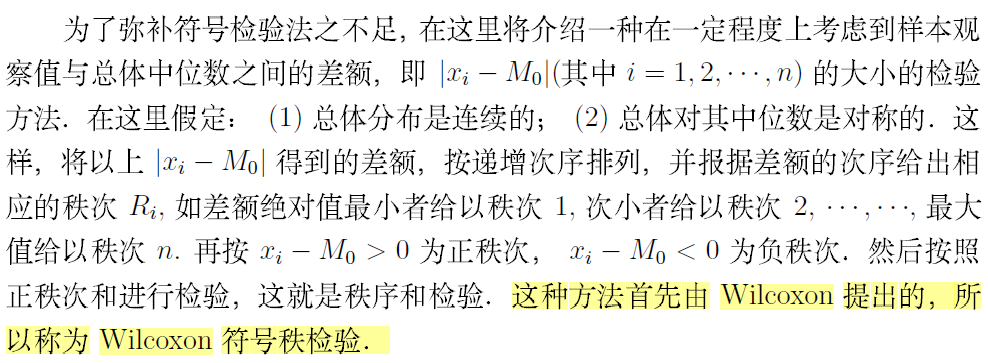 为了弥补符号检验法之不足, 在这里将介绍一种在一定程度上考虑到样本观
察值与总体中位数之间的差额，即 |x_i − M_0|(其中 i = 1, 2, ⋯, n) 的大小的检验
方法．在这里假定： (1) 总体分布是连续的； (2) 总体对其中位数是对称的．这
样，将以上 |x_i − M_0| 得到的差额，按递增次序排列，并报据差额的次序给出相
应的秩次 R_i, 如差额绝对值最小者给以秩次 1, 次小者给以秩次 2, ⋯, ⋯, 最大
值给以秩次 n. 再按 x_i − M_0 > 0 为正秩次， x_i − M_0 < 0 为负秩次．然后按照
正秩次和进行检验，这就是秩序和检验．这种方法首先由 Wilcoxon 提出的，所
以称为 Wilcoxon 符号秩检验．